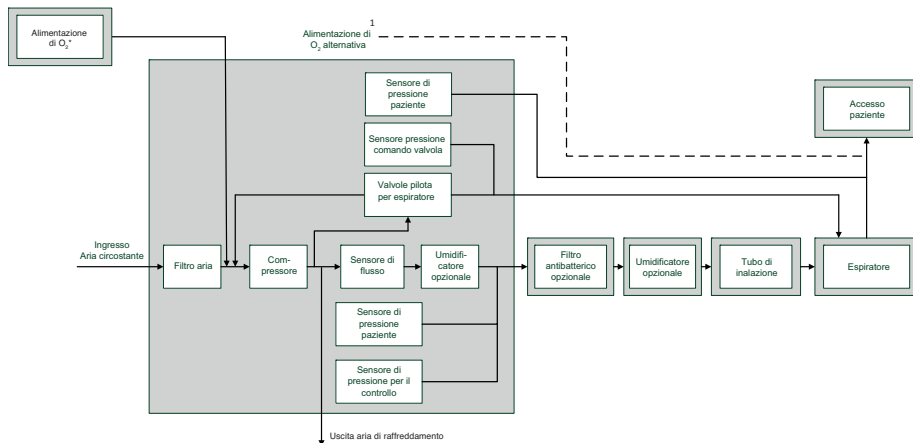 1
Alimentazione
di O2*
Alimentazione di
O2 alternativa
Sensore di
pressione
paziente
Accesso
paziente
Sensore pressione
comando valvola
Valvole pilota
per espiratore
Ingresso
Aria circostante
Filtro aria
Com-
pressore
Sensore di
flusso
Umidifi-
catore
opzionale
Filtro
antibatterico
opzionale
Umidificatore
opzionale
Tubo di
inalazione
Espiratore
Sensore di
pressione
paziente
Sensore di
pressione per il
controllo
Uscita aria di raffreddamento